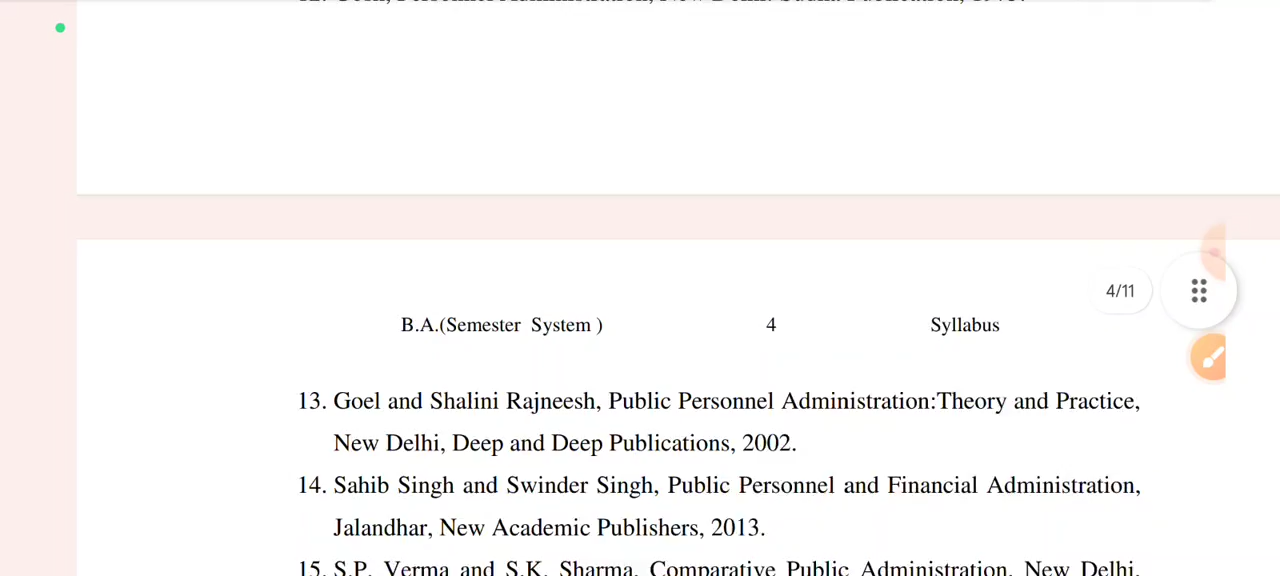 4/11
B.A.(Semester System ) 4 Syllabus
13. Goel and Shalini Rajneesh, Public Personnel Administration:Theory and Practice,
New Delhi, Deep and Deep Publications, 2002.
14. Sahib Singh and Swinder Singh, Public Personnel and Financial Administration,
Jalandhar, New Academic Publishers, 2013.
15. S.P. Verma and S.K. Sharma, Comparative Public Administration, New Delhi,